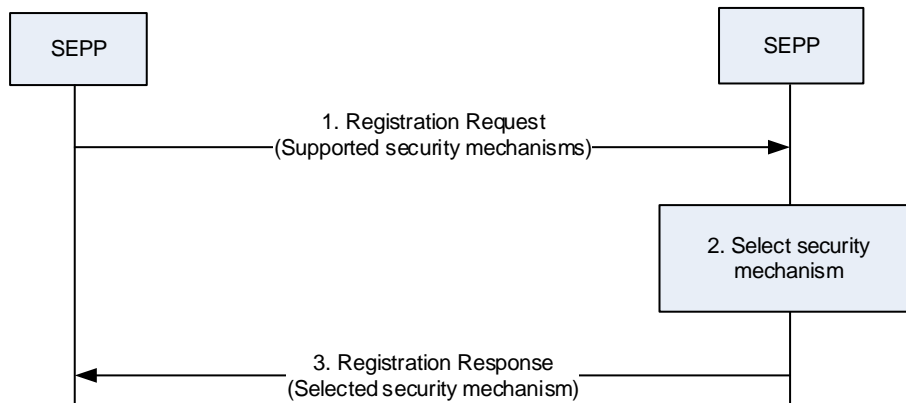 SEPP
SEPP
1. Registration Request
(Supported security mechanisms)
2. Select security
mechanism
3. Registration Response
(Selected security mechanism)